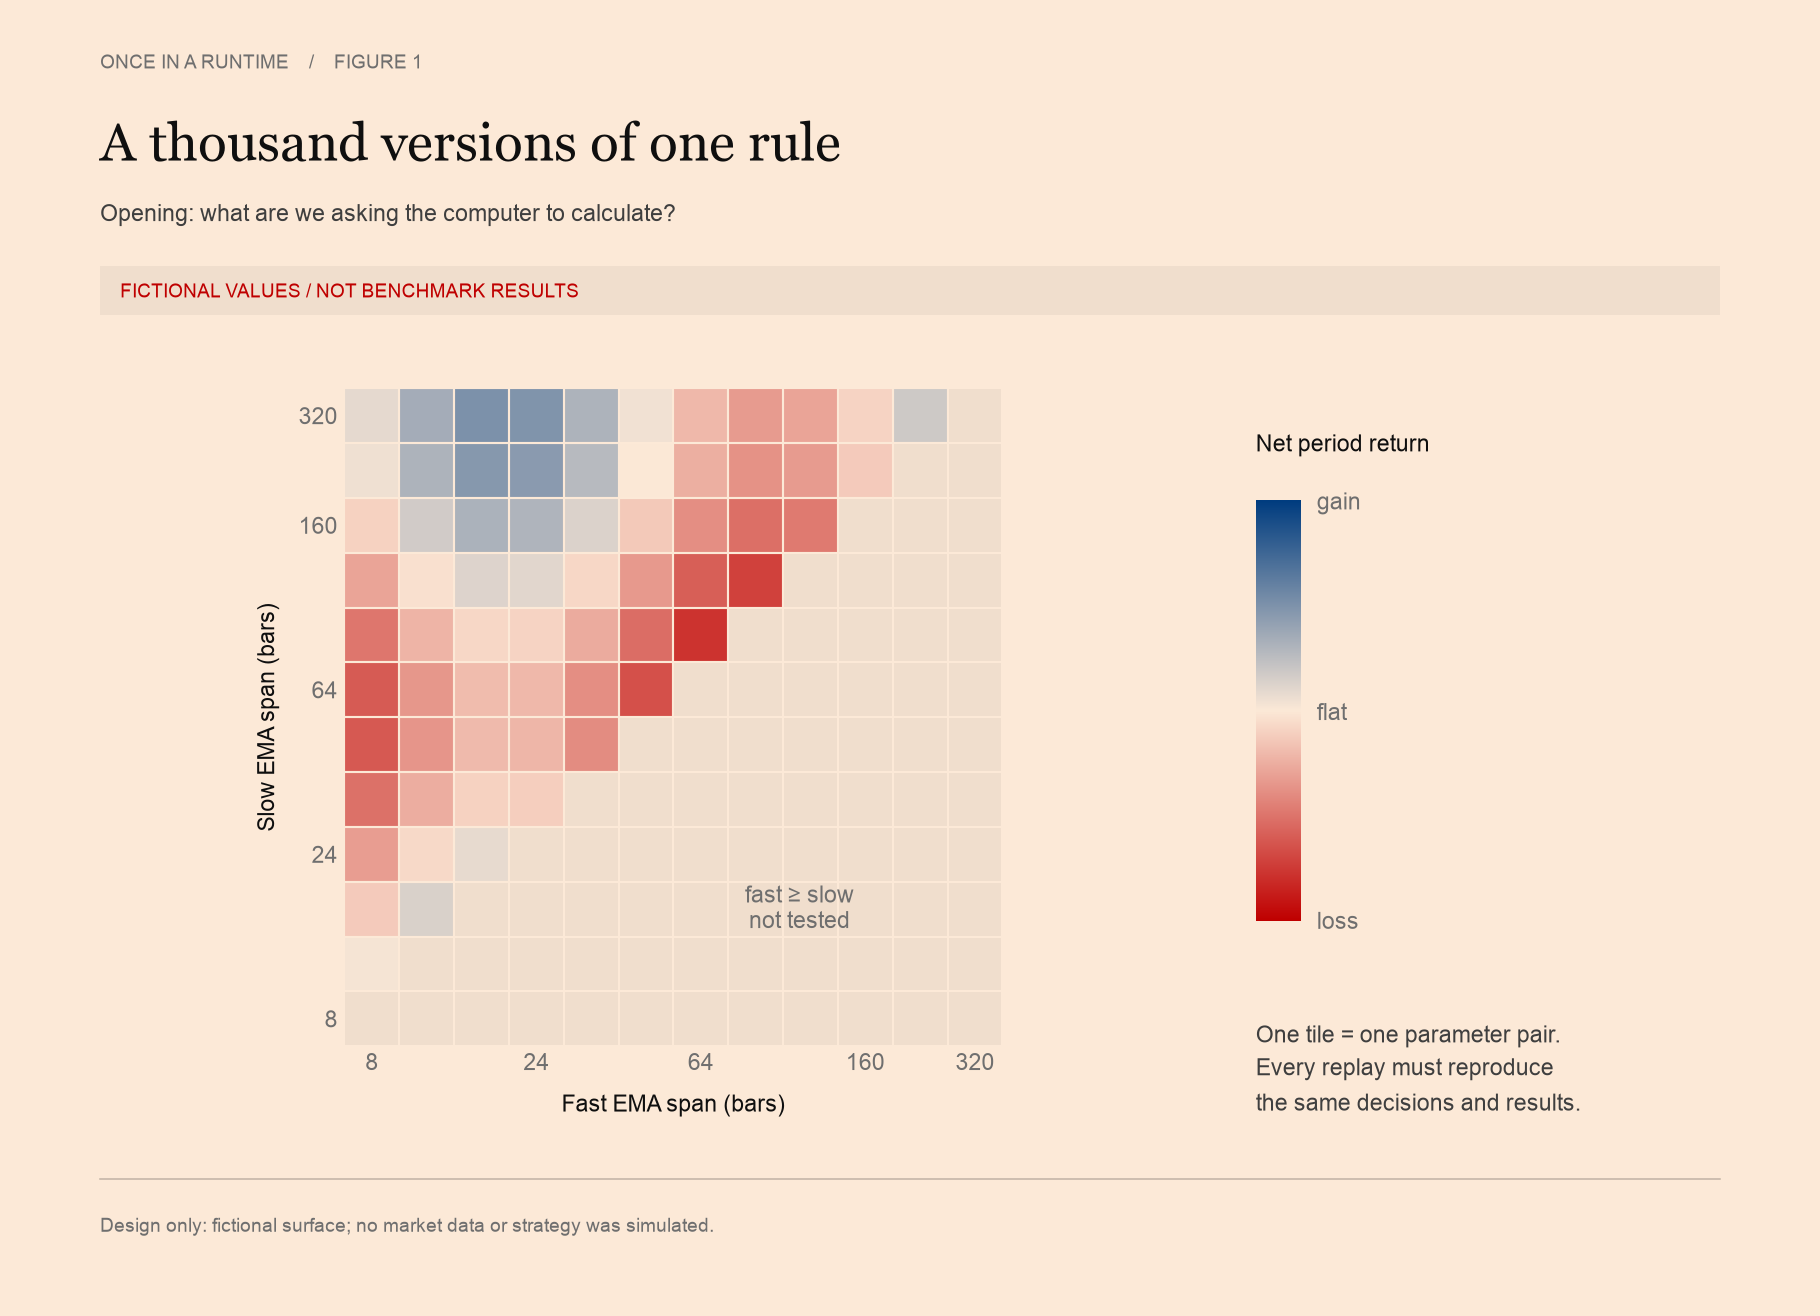 ONCE IN A RUNTIME / FIGURE 1
A thousand versions of one rule
Opening: what are we asking the computer to calculate?
FICTIONAL VALUES / NOT BENCHMARK RESULTS
Slow EMA span (bars)
320
160
64
24
8
fast ≥ slow
not tested
8 24 64 160 320
Fast EMA span (bars)
Net period return
gain
flat
loss
One tile = one parameter pair.
Every replay must reproduce
the same decisions and results.
Design only: fictional surface; no market data or strategy was simulated.